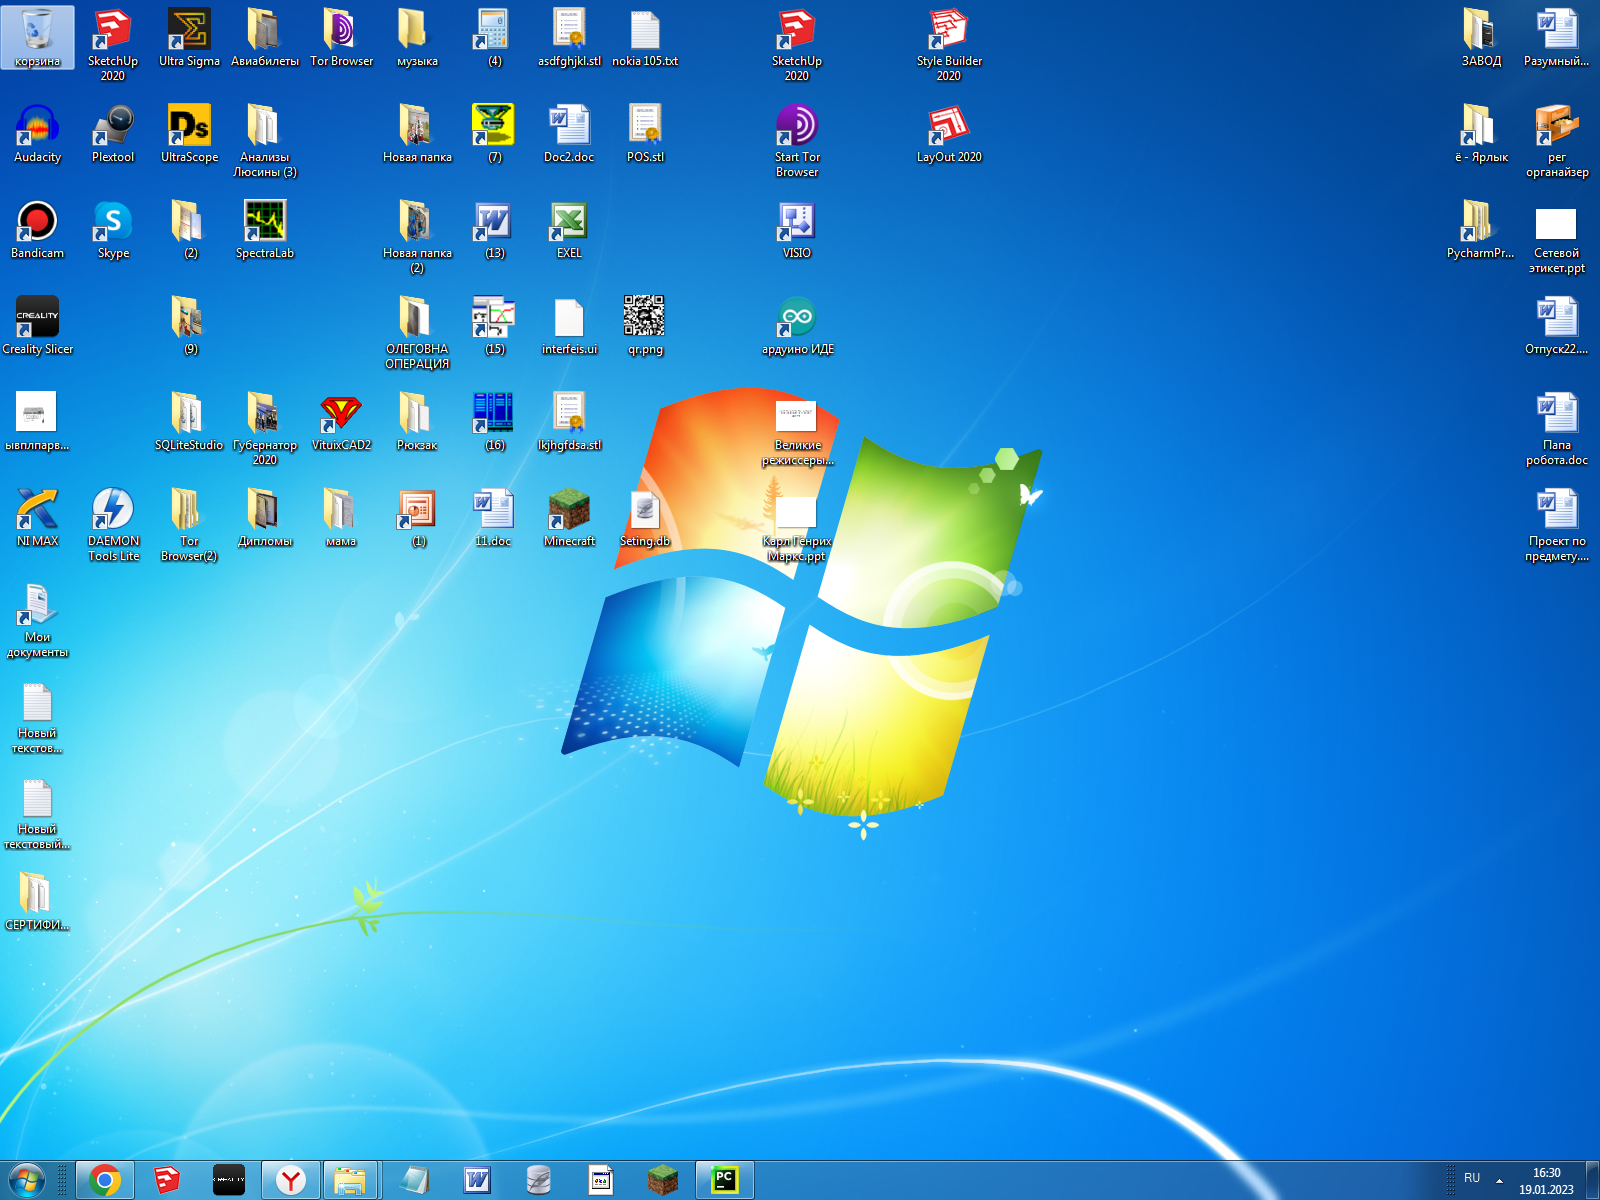 корзина
SketchUp
2020
Ultra Sigma
Авиабилеты
Tor Browser
музыка
(4)
asdfghjkl.stl
nokia 105.txt
SketchUp
2020
Style Builder
2020
ЗАВОД
Разумный...
Audacity
Plextool
Ds
UltraScope
Анализы
Люсины (3)
Новая папка
(7)
Doc2.doc
POS.stl
Start Tor
Browser
LayOut 2020
ё - Ярлык
рег
органайзер
Bandicam
Skype
(2)
SpectraLab
Новая папка
(2)
(13)
EXEL
VISIO
PycharmPr...
Сетевой
этикет.ppt
CREALITY
Creality Slicer
(9)
ОЛЕГОВНА
ОПЕРАЦИЯ
(15)
interfeis.ui
qr.png
ардуино ИДЕ
Отпуск22....
ывплпарв...
SQLiteStudio
Губернатор
2020
VituixCAD2
Рюкзак
(16)
lkjhgfdsa.stl
Великие
режиссеры...
Папа
робота.doc
NI MAX
DAEMON
Tools Lite
Tor
Browser(2)
Дипломы
мама
(1)
11.doc
Minecraft
Seting.db
Карл Генрих
Маркс.ppt
Проект по
предмету....
Мои
документы
Новый
текстов...
Новый
текстовый...
СЕРТИФИ...
CREALITY
PC
RU
16:30
19.01.2023